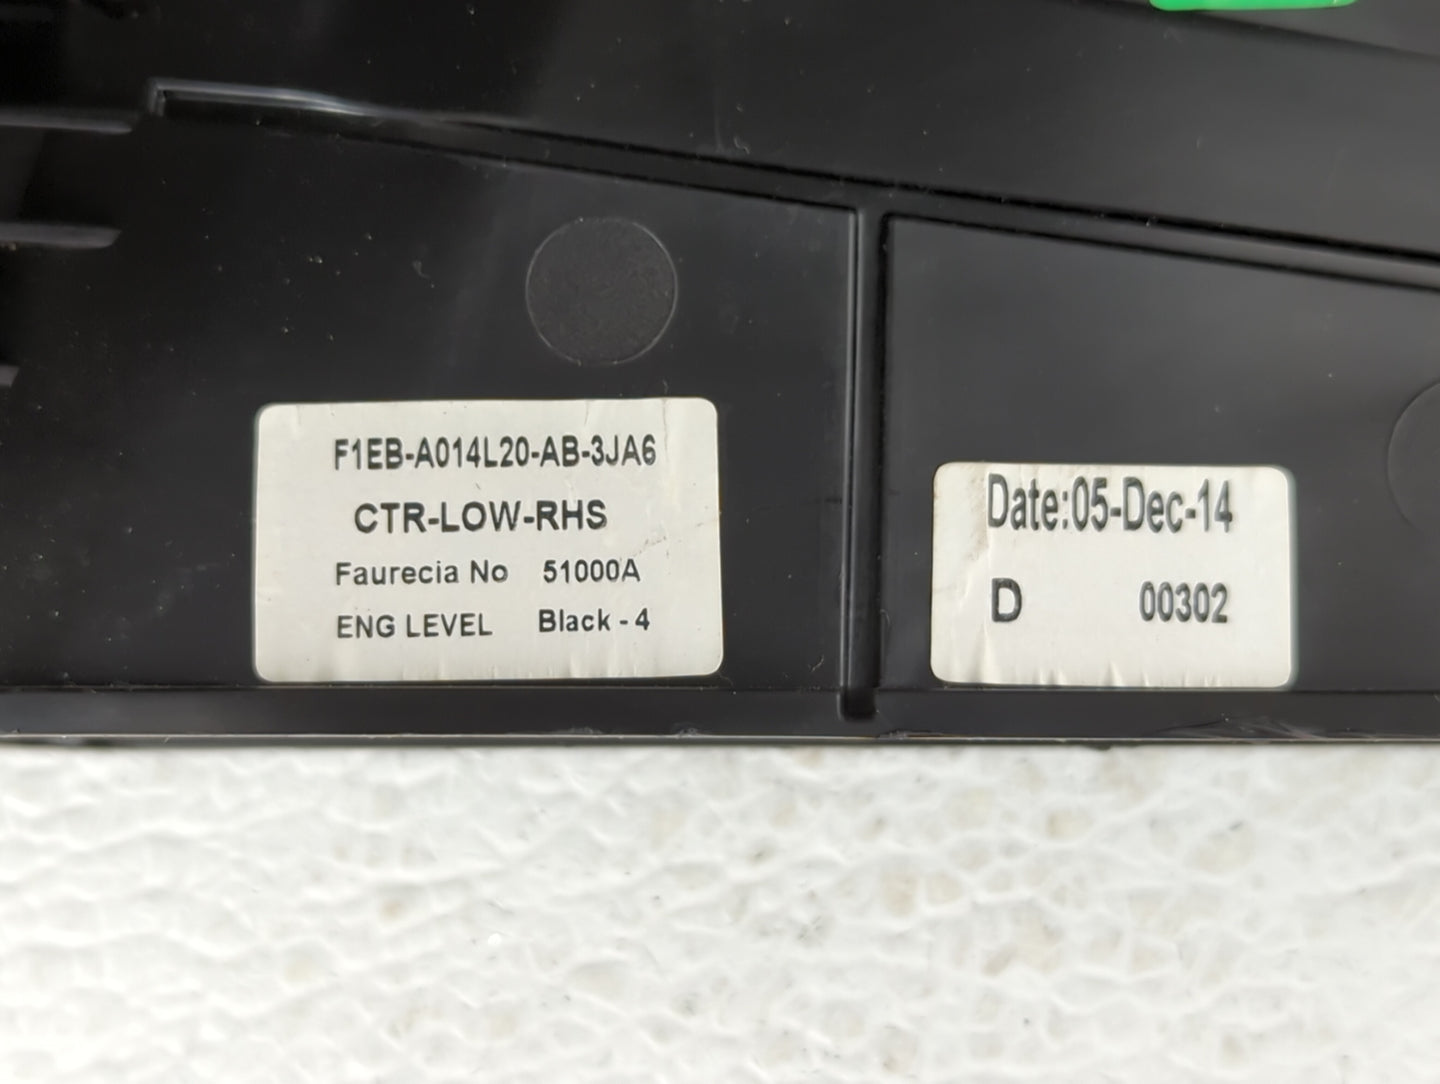 F1EB-A014L20-AB-3JA6
CTR-LOW-RHS
Faurecia No 51000A
ENG LEVEL Black - 4
Date:05-Dec-14
D 00302